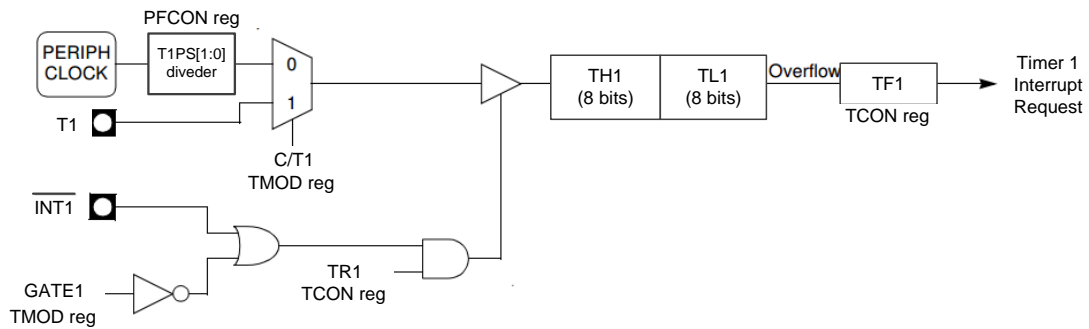 PFCON reg
PERIPH
CLOCK
T1PS[1:0]
diveder
0
1
T1
C/T1
TMOD reg
TH1
(8 bits)
TL1
(8 bits)
Overflow
TF1
TCON reg
Timer 1
Interrupt
Request
INT1
GATE1
TMOD reg
TR1
TCON reg